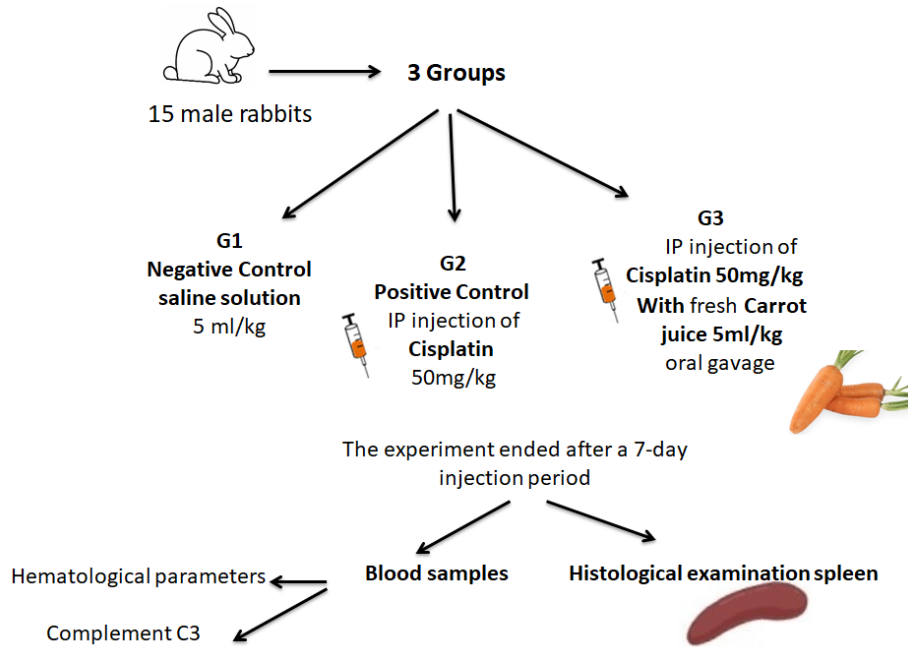 3 Groups
15 male rabbits
G1
Negative Control
saline solution
5 ml/kg
G2
Positive Control
IP injection of
Cisplatin
50mg/kg
G3
IP injection of
Cisplatin 50mg/kg
With fresh Carrot
juice 5ml/kg
oral gavage
The experiment ended after a 7-day
injection period
Blood samples
Histological examination spleen
Hematological parameters
Complement C3